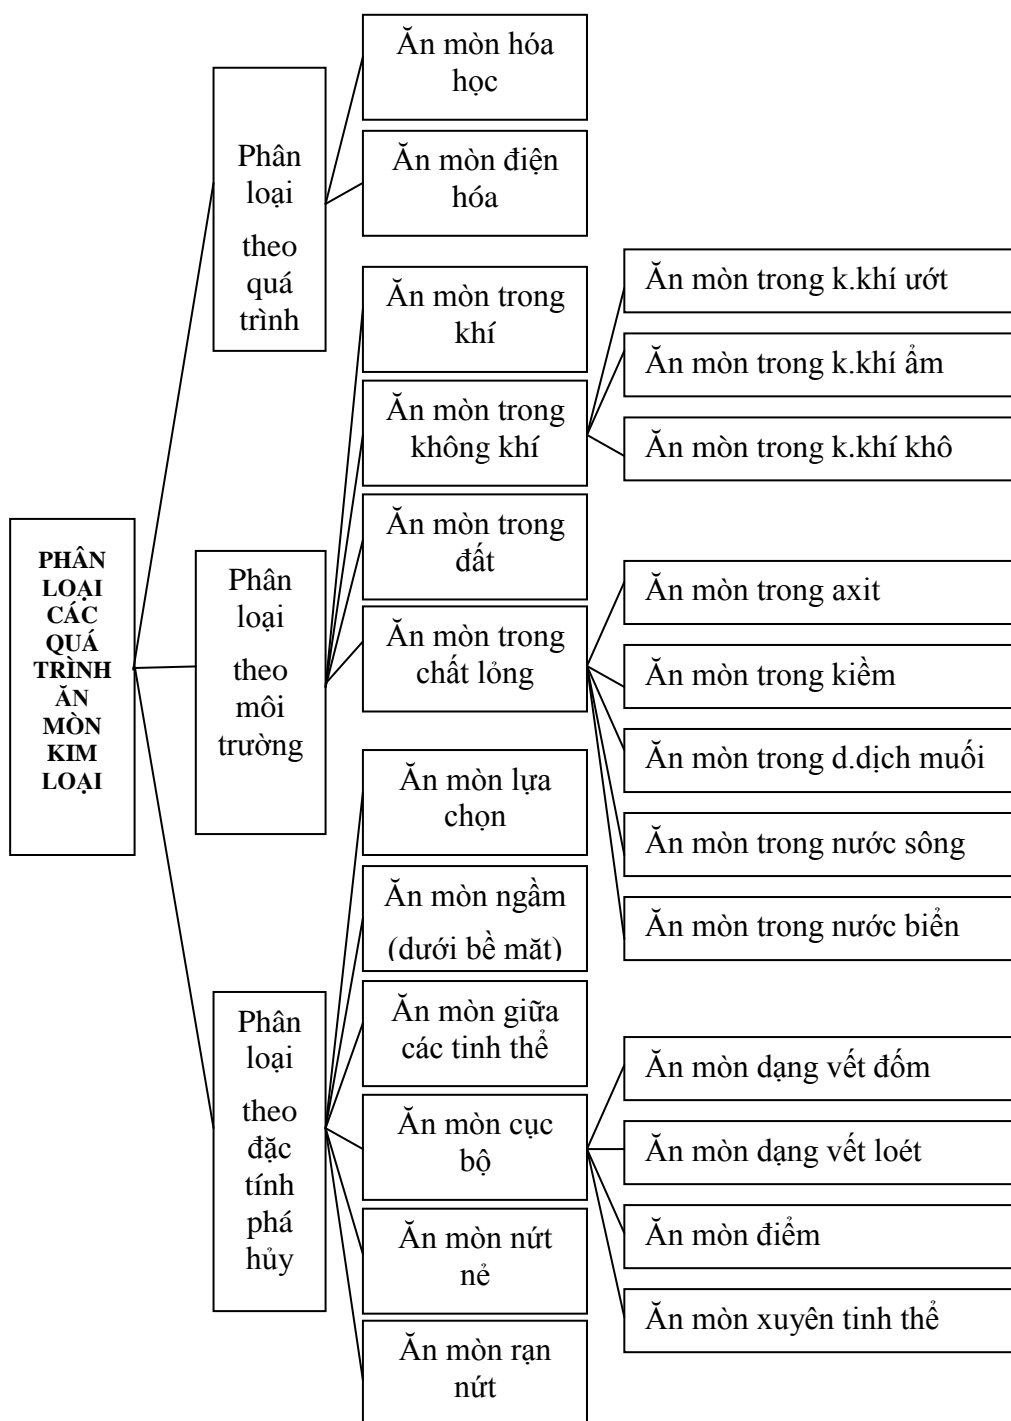 PHÂN
LOẠI
CÁC
QUÁ
TRÌNH
ĂN
MÒN
KIM
LOẠI
Phân
loại
theo
quá
trình
Ăn mòn hóa
học
Ăn mòn điện
hóa
Phân
loại
theo
môi
trường
Ăn mòn trong
khí
Ăn mòn trong
không khí
Ăn mòn trong k.khí ướt
Ăn mòn trong k.khí ẩm
Ăn mòn trong k.khí khô
Ăn mòn trong
đất
Ăn mòn trong
chất lỏng
Ăn mòn trong axit
Ăn mòn trong kiềm
Ăn mòn trong d.dịch muối
Ăn mòn trong nước sông
Ăn mòn trong nước biển
Phân
loại
theo
đặc
tính
phá
hủy
Ăn mòn lựa
chọn
Ăn mòn ngầm
(dưới bề mặt)
Ăn mòn giữa
các tinh thể
Ăn mòn cục
bộ
Ăn mòn dạng vết đốm
Ăn mòn dạng vết loét
Ăn mòn điểm
Ăn mòn xuyên tinh thể
Ăn mòn nứt
nẻ
Ăn mòn rạn
nứt